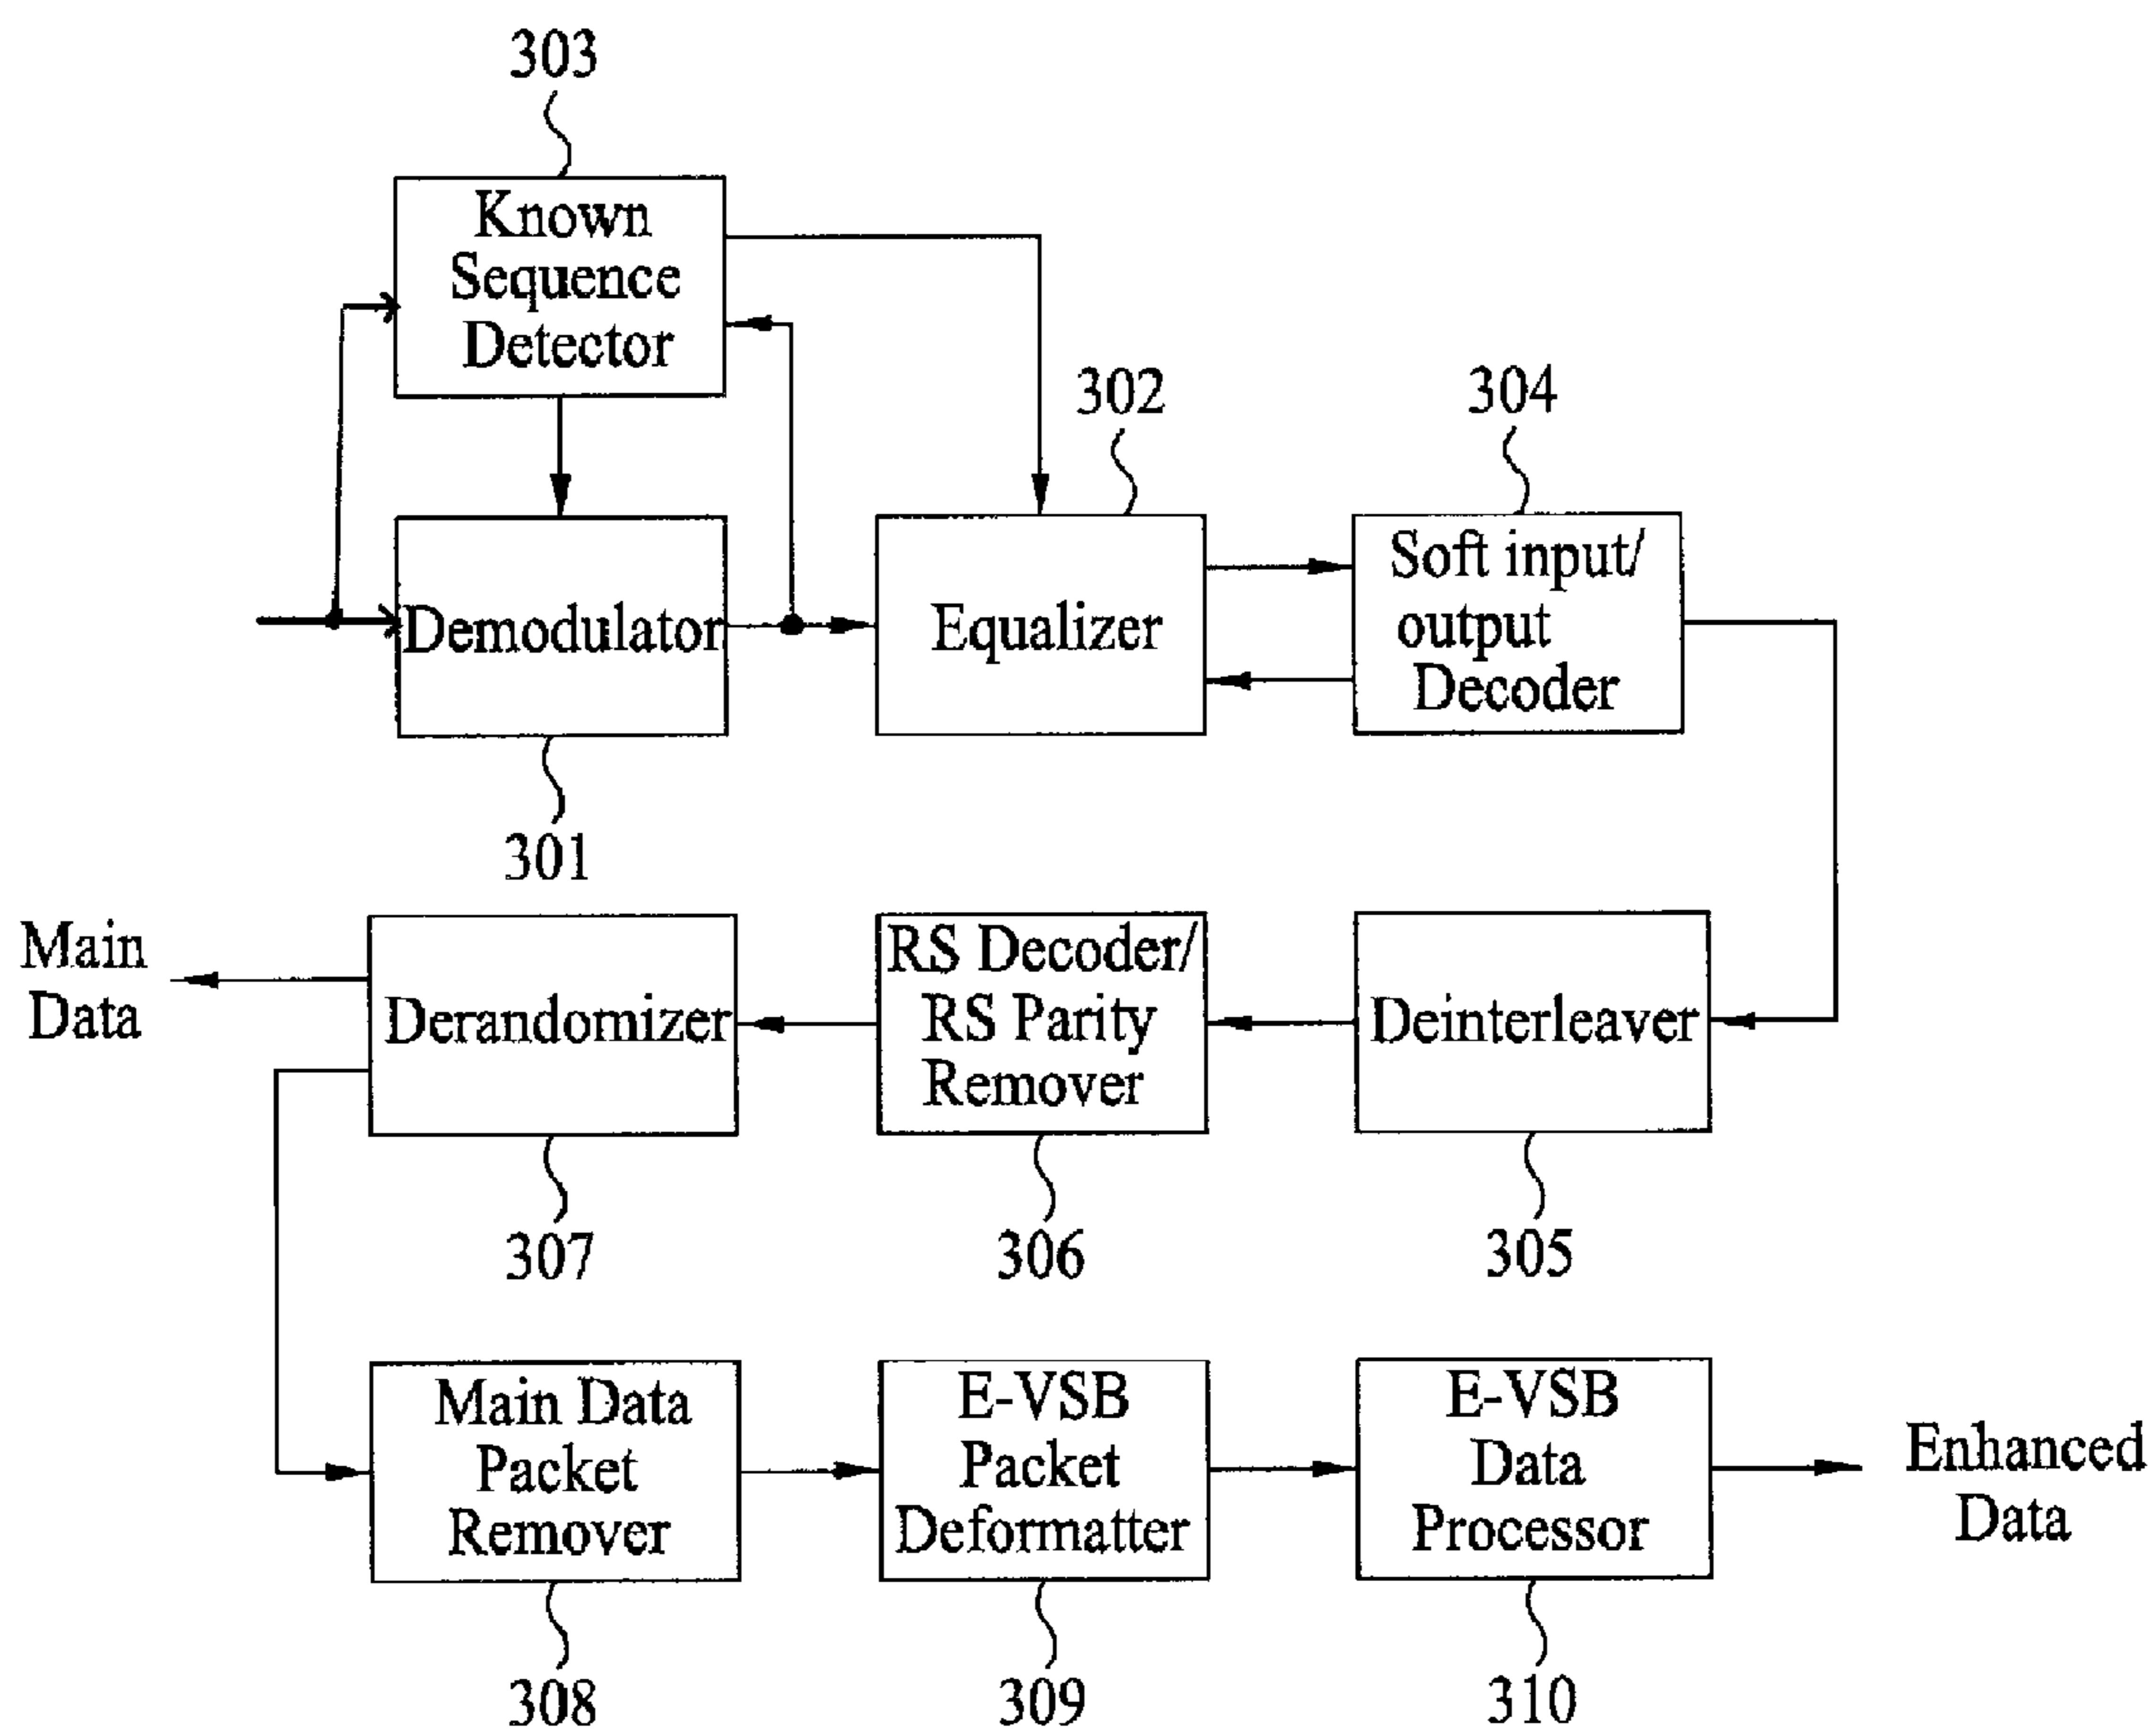 303
Known
Sequence
Detector
302
304
Demodulator
Equalizer
Soft input/
output
Decoder
301
Main
Data
Derandomizer
RS Decoder/
RS Parity
Remover
Deinterleaver
307
306
305
Main Data
Packet
Remover
E-VSB
Packet
Deformatter
E-VSB
Data
Processor
Enhanced
Data
308
309
310